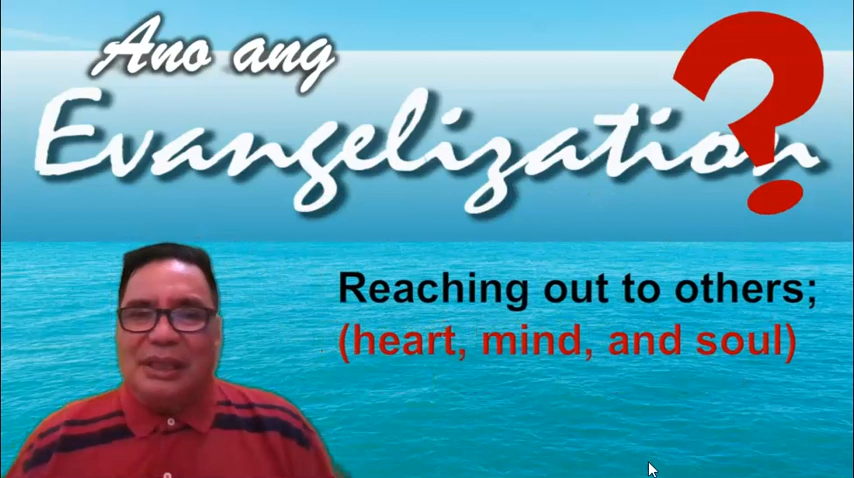 Ano ang
Evangelization?
Reaching out to others;
(heart, mind, and soul)